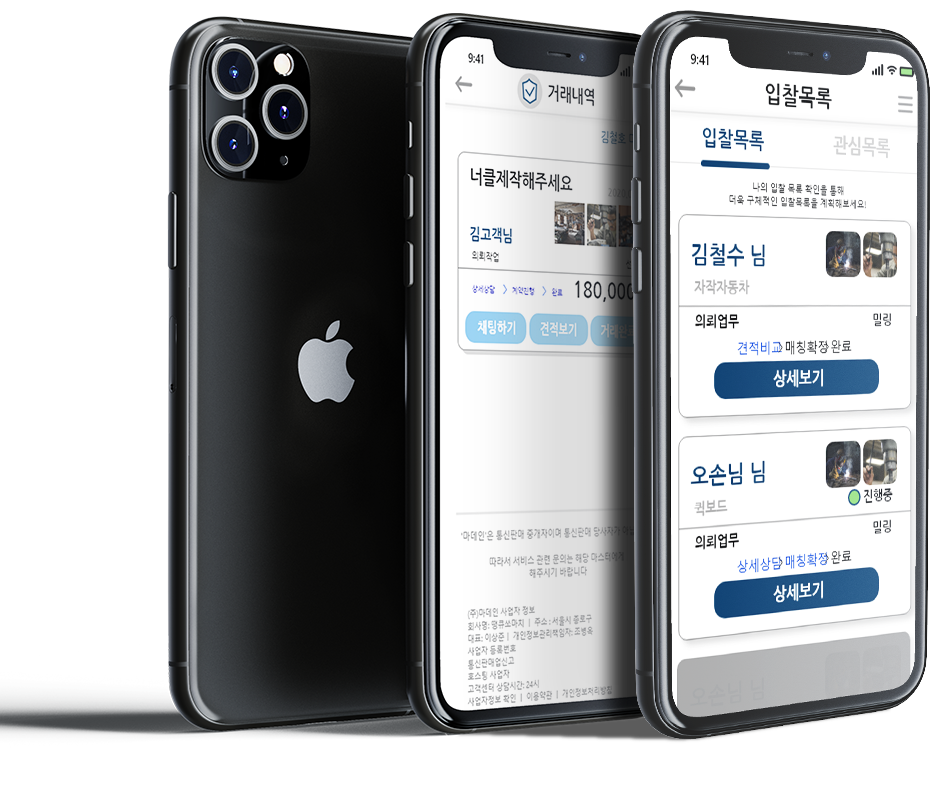 9:41
거래내역
김철호
너클제작해주세요
김고객님
의뢰작업
상세상담 > 계약진행 > 완료 180,000
채팅하기 견적보기
'마데인'은 통신판매 중개자이며 통신판매 당사자가
따라서 서비스 관련 문의는 해당 마스터에게
해주시기 바랍니다
(주)마데인 사업자 정보
회사명: 땡큐쏘마치 | 주소 : 서울시 종로구
대표: 이상준 | 개인정보관리책임자: 조병옥
사업자 등록번호
통신판매업신고
호스팅 사업자
고객센터 상담시간: 24시
사업자정보 확인 | 이용약관 | 개인정보처리방침
9:41
입찰목록
입찰목록 관심목록
나의 입찰 목록 확인을 통해
더욱 구체적인 입찰목록을 계획해보세요!
김철수 님
자작자동차
의뢰업무 밀링
견적비교 매칭확정 완료
상세보기
오손님 님
퀵보드
진행중
의뢰업무 밀링
상세상담 매칭확정 완료
상세보기
오손님 님